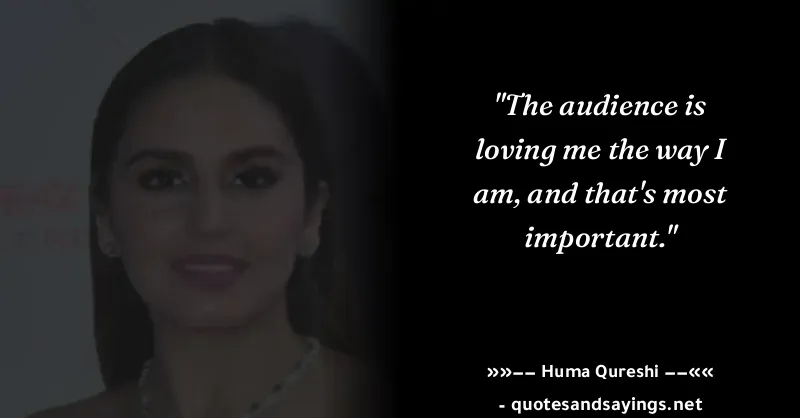 "The audience is
loving me the way I
am, and that's most
important."
»»−− Huma Qureshi −−««
- quotesandsayings.net